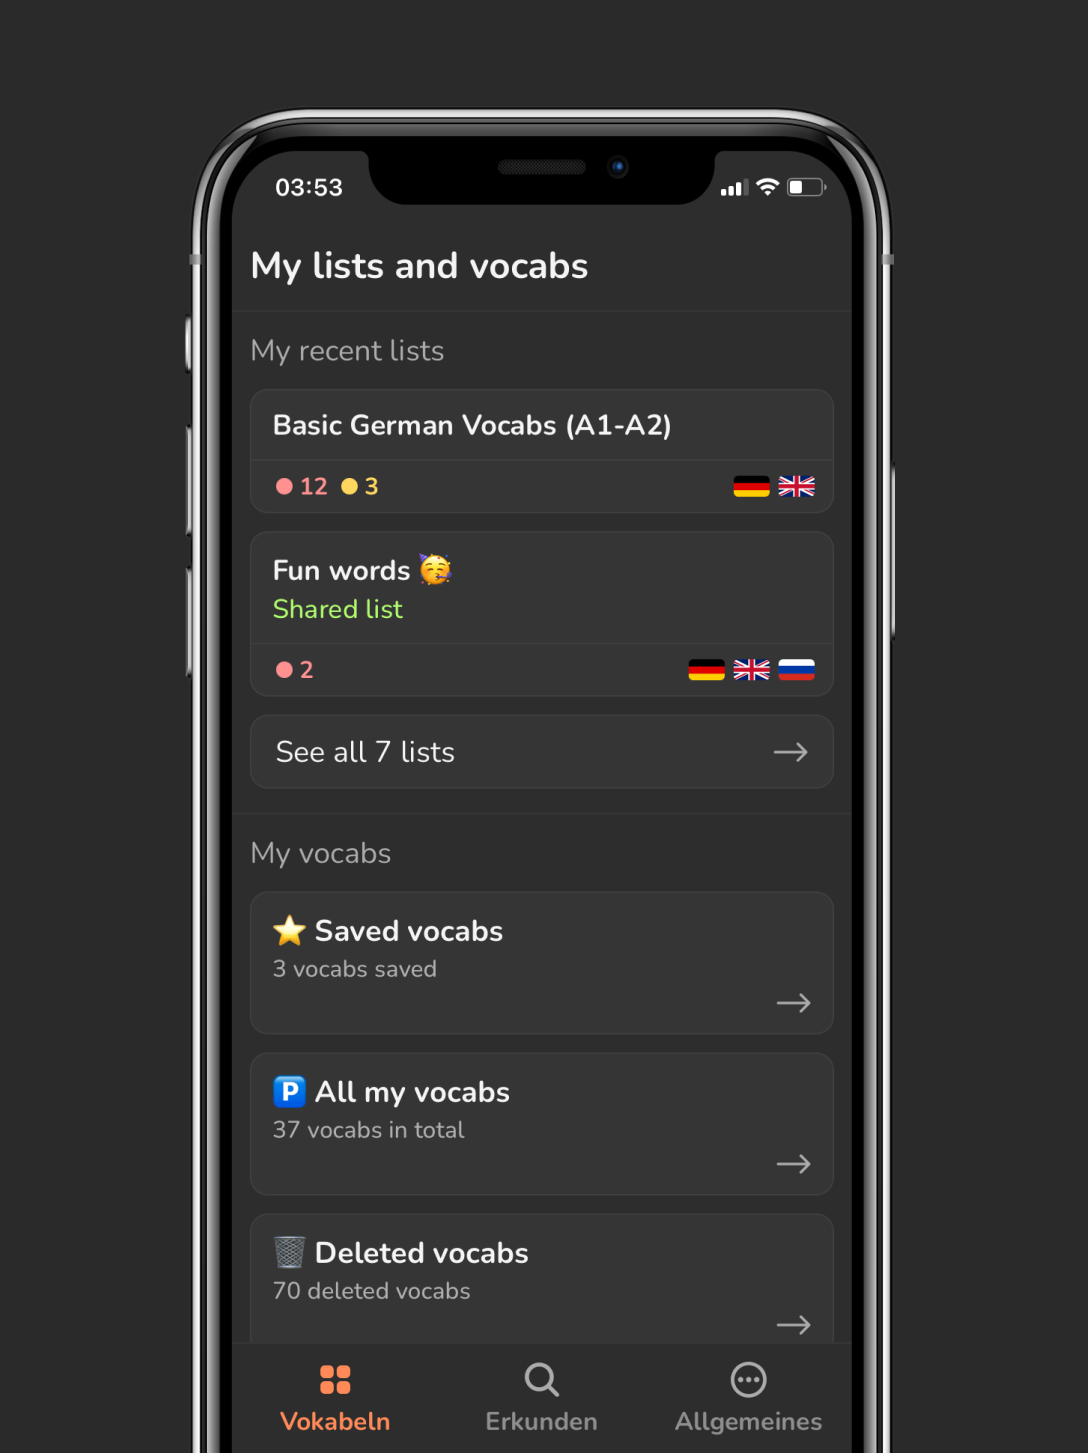 03:53
My lists and vocabs
My recent lists
Basic German Vocabs (A1-A2)
12 3
Fun words
Shared list
2
See all 7 lists
My vocabs
Saved vocabs
3 vocabs saved
P All my vocabs
37 vocabs in total
Deleted vocabs
70 deleted vocabs
Vokabeln Erkunden Allgemeines